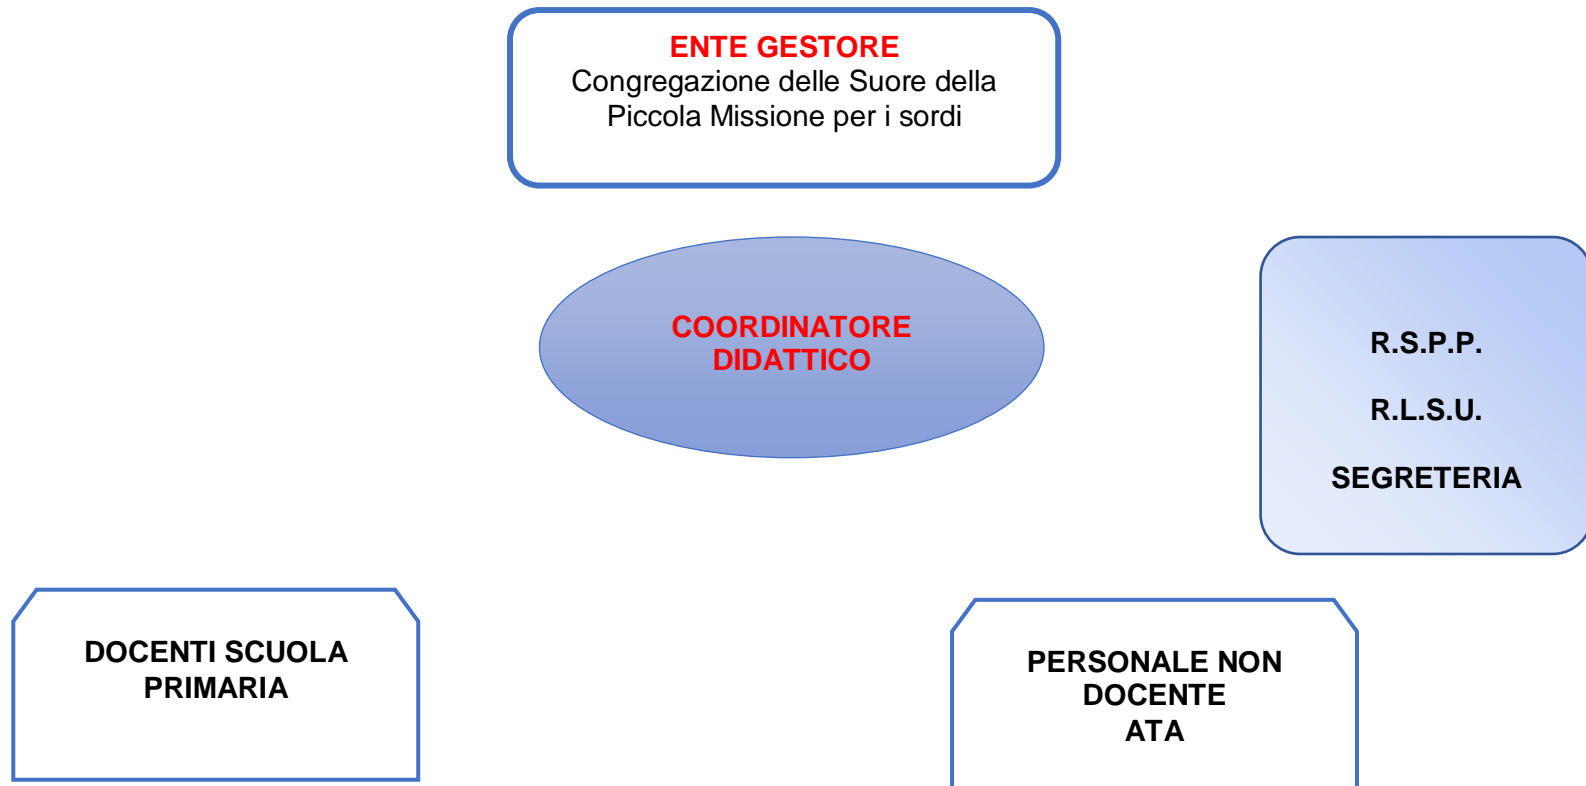 ENTE GESTORE
Congregazione delle Suore della
Piccola Missione per i sordi
COORDINATORE
DIDATTICO
R.S.P.P.
R.L.S.U.
SEGRETERIA
DOCENTI SCUOLA
PRIMARIA
PERSONALE NON
DOCENTE
ATA